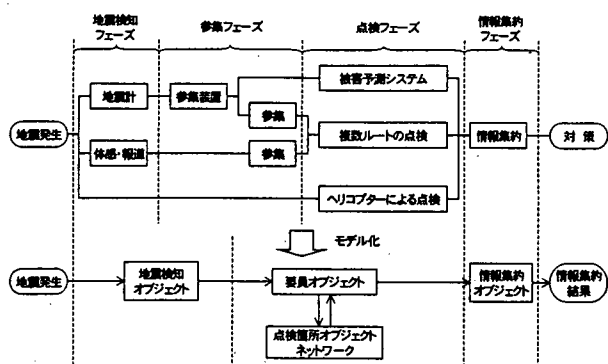 地震検知
フェーズ
参集フェーズ
点検フェーズ
情報集約
フェーズ
地震発生
地震計
参集装置
被害予測システム
参集
体感・報道
参集
複数ルートの点検
情報集約
対 策
ヘリコプターによる点検
モデル化
地震発生
地震検知
オブジェクト
要員オブジェクト
情報集約
オブジェクト
情報集約
結果
点検箇所オブジェクト
ネットワーク